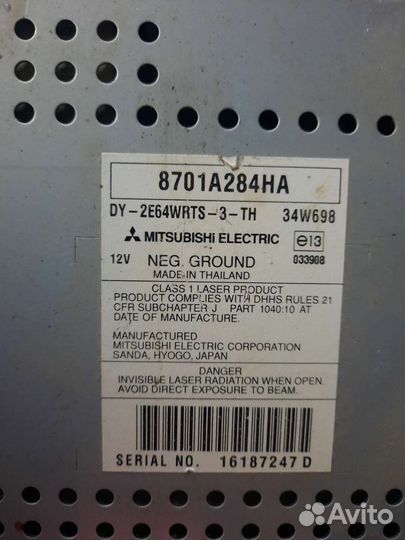 8701A284HA
DY-2E64WRTS-3-TH 34W698
MITSUBISHI ELECTRIC e13
12V NEG. GROUND 033908
MADE IN THAILAND
CLASS 1 LASER PRODUCT
PRODUCT COMPLIES WITH DHHS RULES 21
CFR SUBCHAPTER J PART 1040:10 AT
DATE OF MANUFACTURE.
MANUFACTURED
MITSUBISHI ELECTRIC CORPORATION
SANDA, HYOGO, JAPAN
DANGER
INVISIBLE LASER RADIATION WHEN OPEN.
AVOID DIRECT EXPOSURE TO BEAM.
SERIAL NO. 16187247 D
Avito